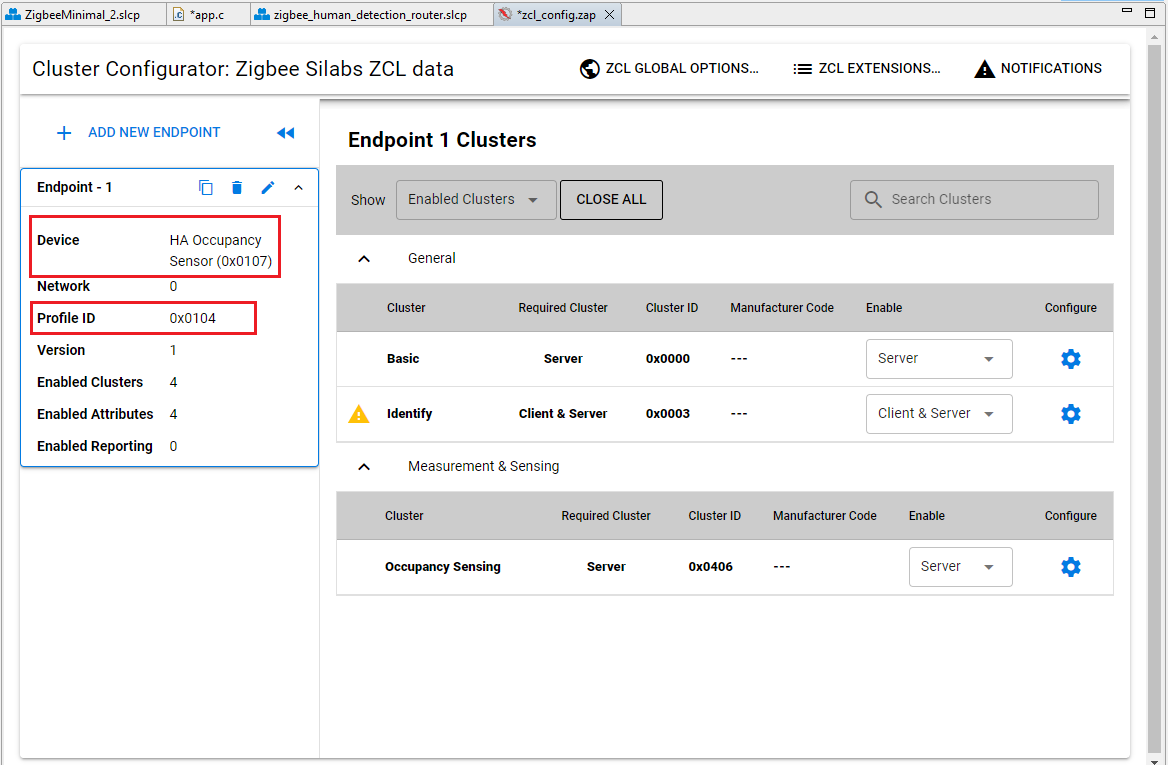 ZigbeeMinimal_2.slcp *app.c zigbee_human_detection_router.slcp *zcl_config.zap
Cluster Configurator: Zigbee Silabs ZCL data ZCL GLOBAL OPTIONS... ZCL EXTENSIONS... NOTIFICATIONS
ADD NEW ENDPOINT
Endpoint - 1
Device HA Occupancy
Sensor (0x0107)
Network 0
Profile ID 0x0104
Version 1
Enabled Clusters 4
Enabled Attributes 4
Enabled Reporting 0
Endpoint 1 Clusters
Show Enabled Clusters CLOSE ALL Search Clusters
General
Cluster Required Cluster Cluster ID Manufacturer Code Enable Configure
Basic Server 0x0000 --- Server
Identify Client & Server 0x0003 --- Client & Server
Measurement & Sensing
Cluster Required Cluster Cluster ID Manufacturer Code Enable Configure
Occupancy Sensing Server 0x0406 --- Server